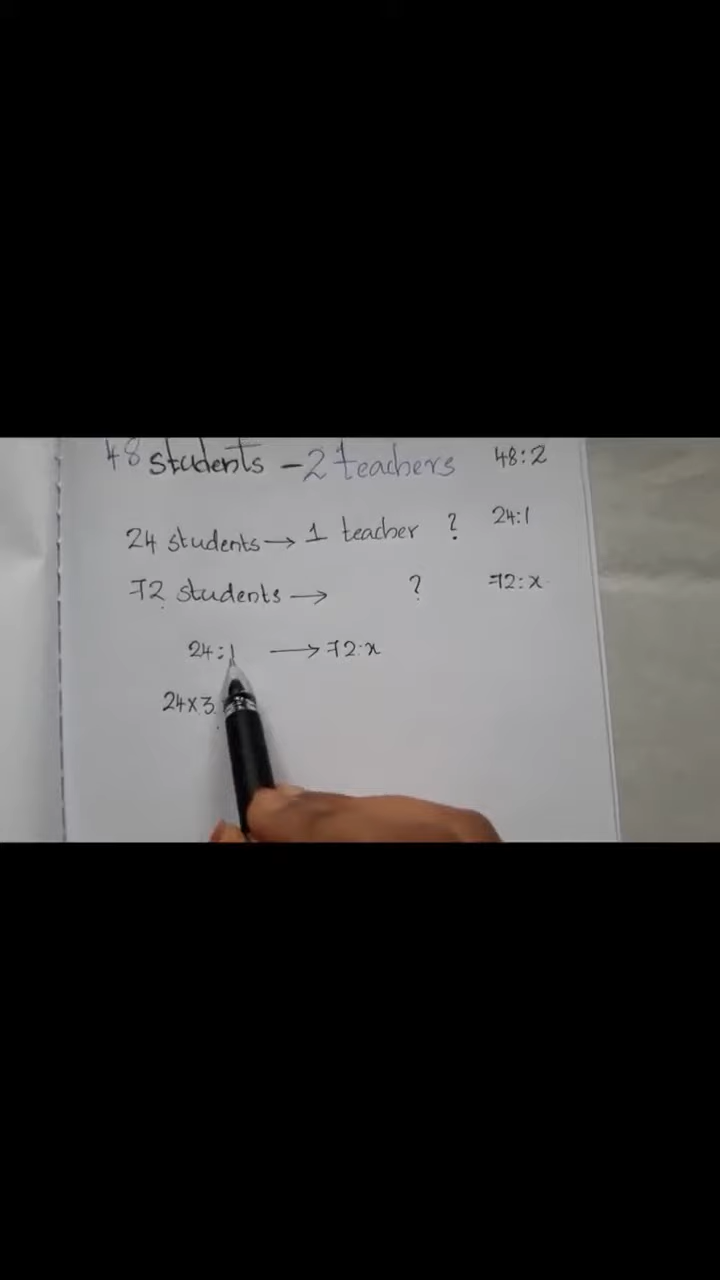 48 students - 2 teachers 48:2
24 students → 1 teacher ? 24:1
72 students → ? 72:x
24:1 → 72:x
24x3